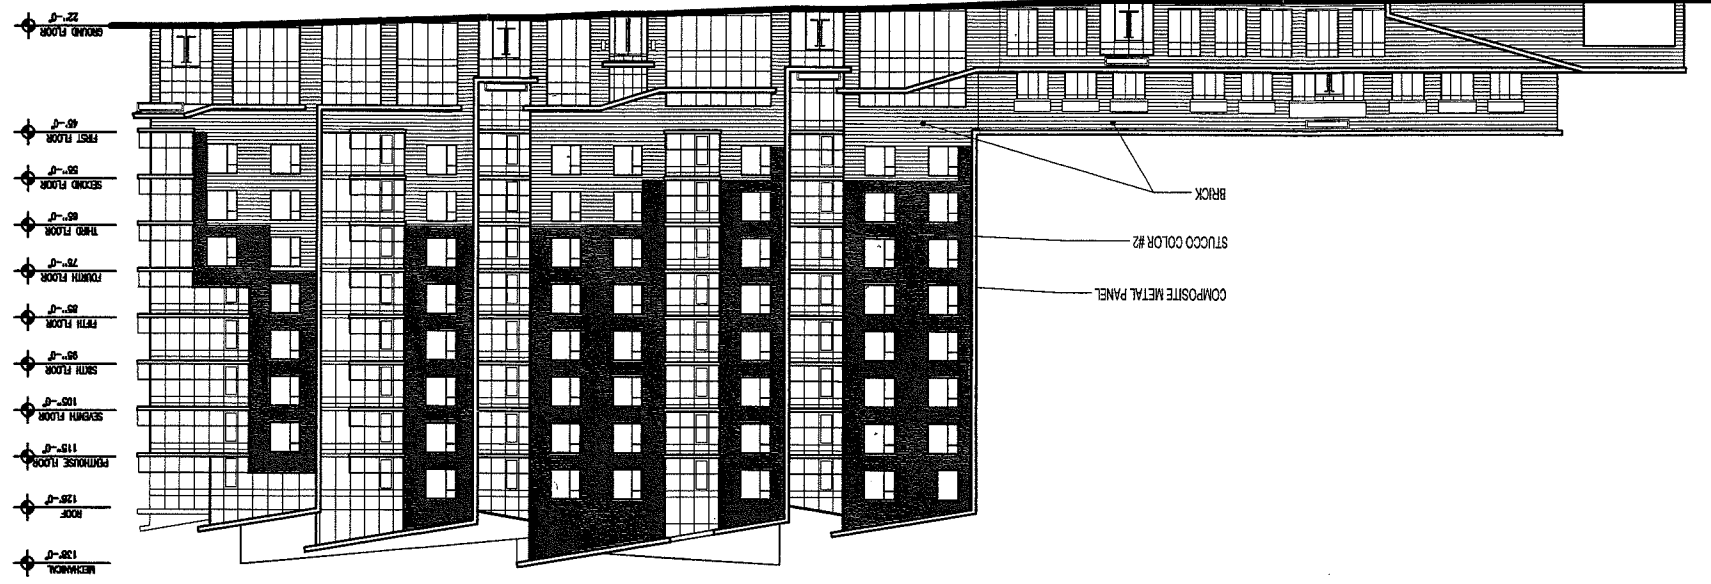 MECHANICAL
138'-0"
ROOF
126'-0"
PENTHOUSE FLOOR
115'-0"
SEVENTH FLOOR
105'-0"
SIXTH FLOOR
95'-0"
FIFTH FLOOR
85'-0"
FOURTH FLOOR
75'-0"
THIRD FLOOR
65'-0"
SECOND FLOOR
55'-0"
FIRST FLOOR
45'-0"
GROUND FLOOR
22'-0"
COMPOSITE METAL PANEL
STUCCO COLOR #2
BRICK